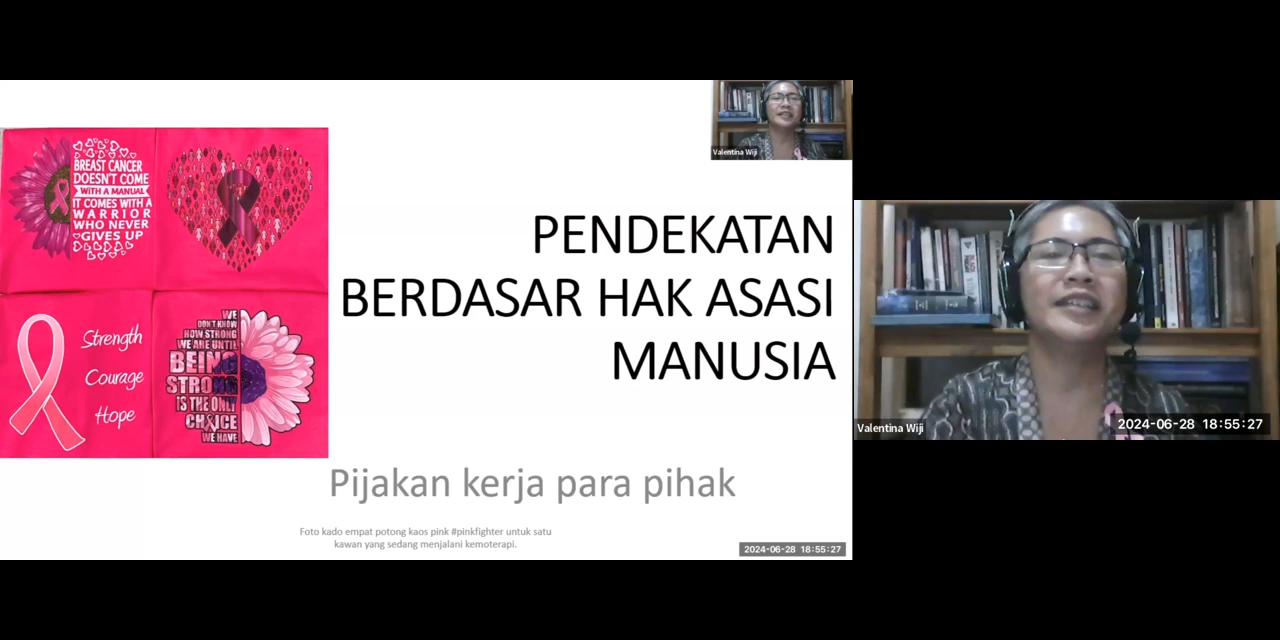 BREAST CANCER
DOESN'T COME
WITH A MANUAL
IT COMES WITH A
WARRIOR
WHO NEVER
GIVES UP
Strength
Courage
Hope
WE
DON'T KNOW
HOW STRONG
WE ARE UNTIL
BEING
STRONG
IS THE ONLY
CHOICE
WE HAVE
Valentina Wiji
PENDEKATAN
BERDASAR HAK ASASI
MANUSIA
Pijakan kerja para pihak
Foto kado empat potong kaos pink #pinkfighter untuk satu
kawan yang sedang menjalani kemoterapi.
2024-06-28 18:55:27
Valentina Wiji
2024-06-28 18:55:27